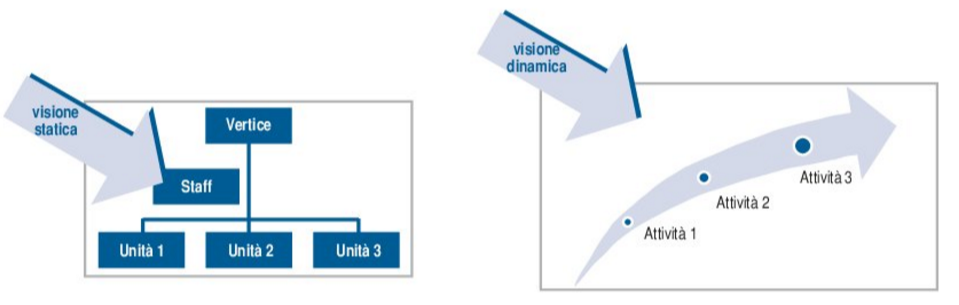 visione
statica
Vertice
Staff
Unità 1
Unità 2
Unità 3
visione
dinamica
Attività 3
Attività 2
Attività 1